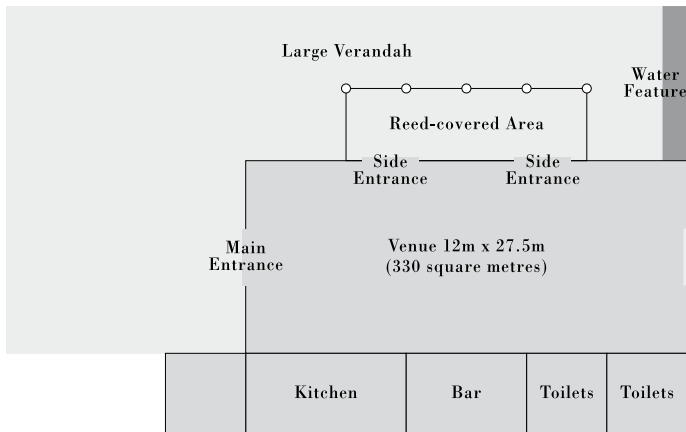 Large Verandah
Water
Feature
Reed-covered Area
Side
Entrance
Side
Entrance
Main
Entrance
Venue 12m x 27.5m
(330 square metres)
Kitchen
Bar
Toilets
Toilets